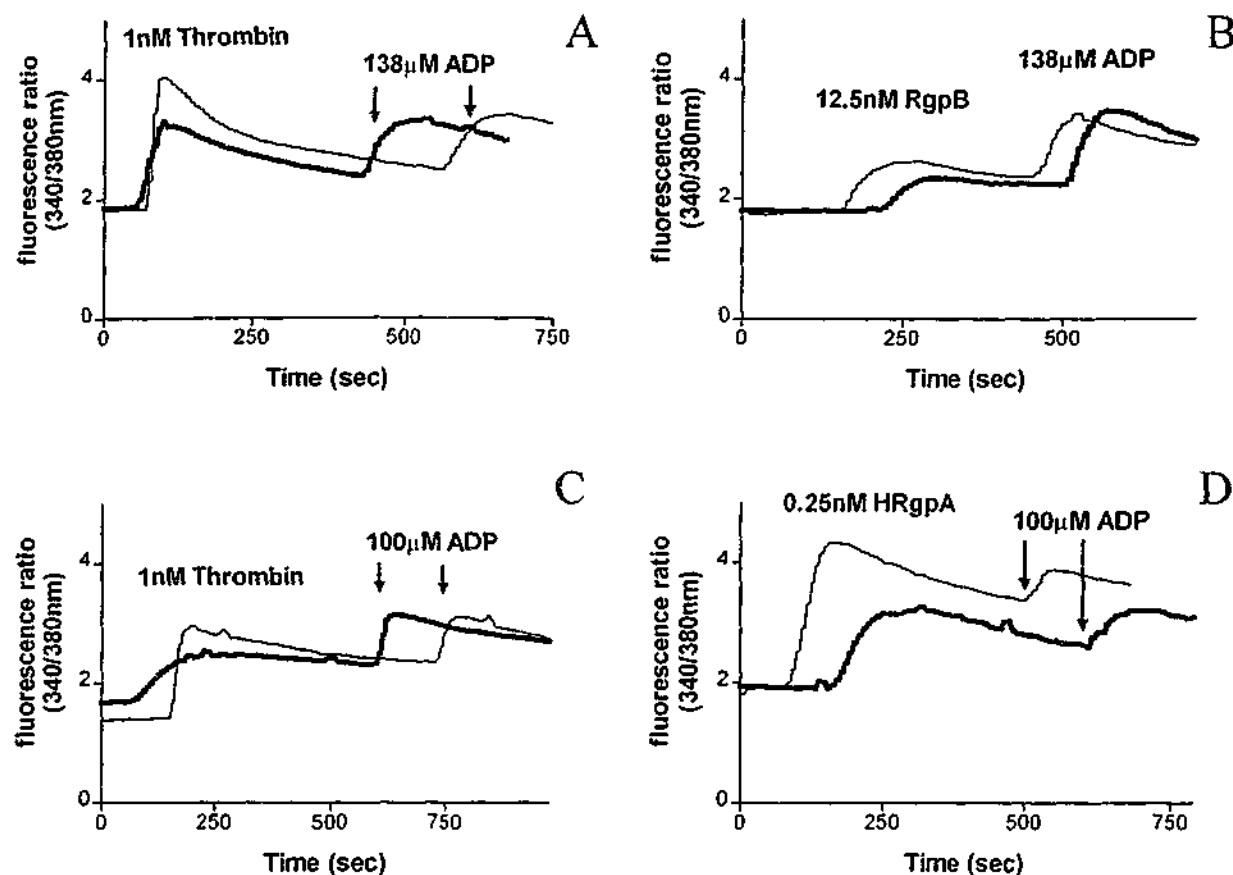 A
1nM Thrombin
138μM ADP
fluorescence ratio
(340/380nm)
4
2
0
0
250
500
750
Time (sec)
B
138μM ADP
12.5nM RgpB
fluorescence ratio
(340/380nm)
4
2
0
0
250
500
Time (sec)
C
100μM ADP
1nM Thrombin
fluorescence ratio
(340/380nm)
4
2
0
0
250
500
750
Time (sec)
D
0.25nM HRgpA
100μM ADP
fluorescence ratio
(340/380nm)
4
2
0
0
250
500
750
Time (sec)